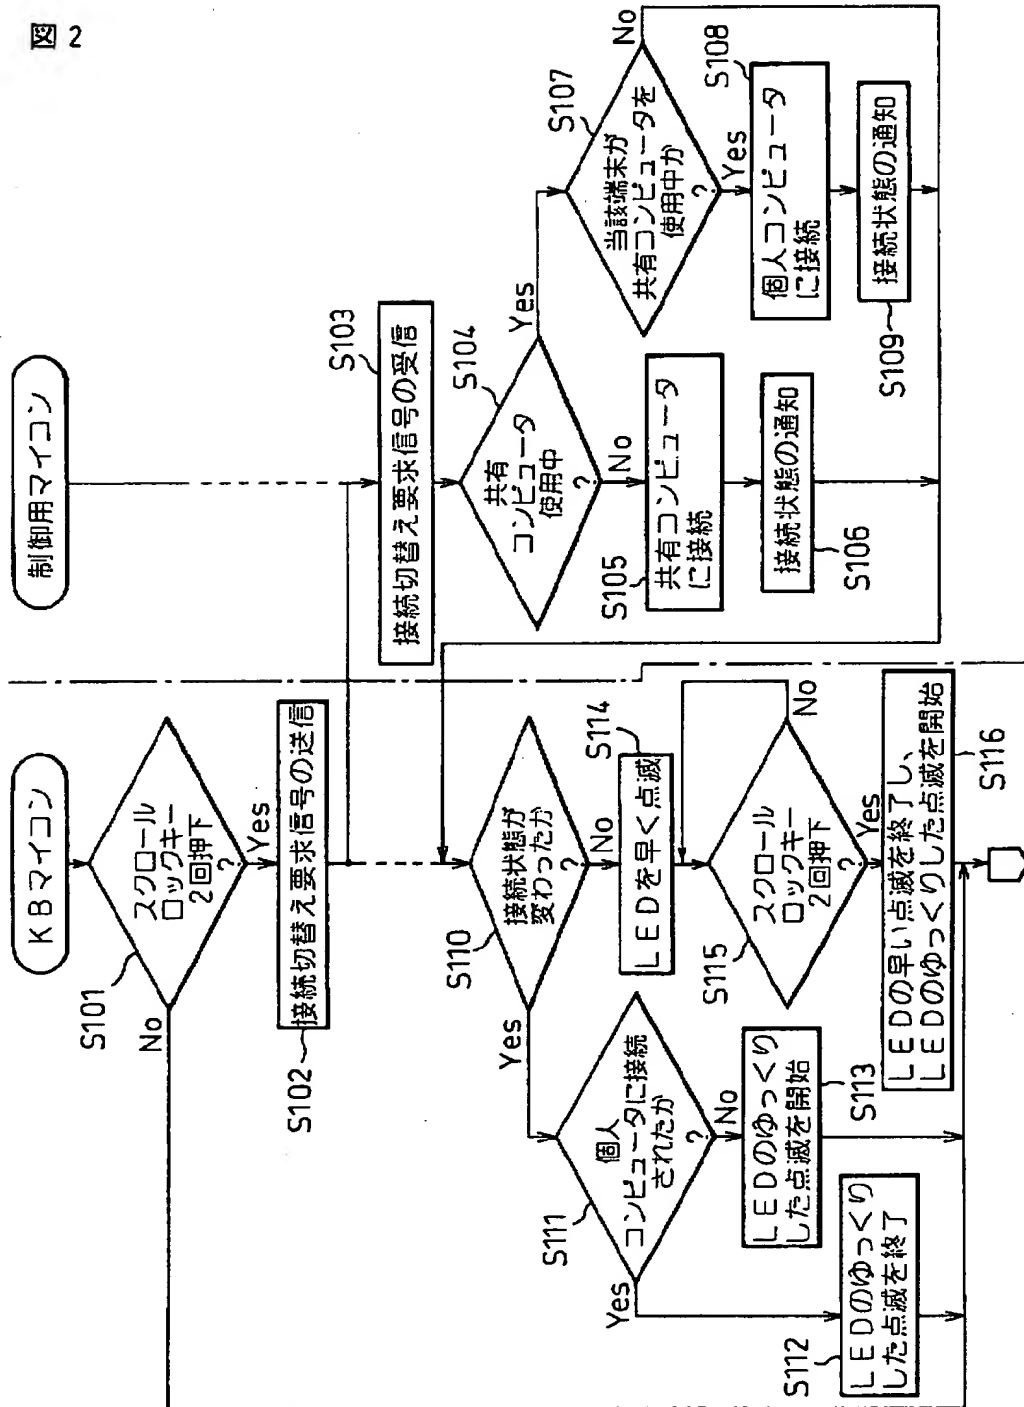 図 2
KBマイコン
S101
スクロール
ロックキー
2回押下
?
No
Yes
S102
接続切替え要求信号の送信
制御用マイコン
S103
接続切替え要求信号の受信
S104
共有
コンピュータ
使用中
?
Yes
No
S105
共有コンピュータ
に接続
接続状態の通知
S106
S107
当該端末が
共有コンピュータを
使用中か
?
No
Yes
S108
個人コンピュータ
に接続
接続状態の通知
S109
S110
接続状態が
変わったか
?
Yes
No
S111
個人
コンピュータに接続
されたか
?
Yes
No
S112
LEDのゆっくり
した点滅を終了
LEDのゆっくり
した点滅を開始
S113
S114
LEDを早く点滅
S115
スクロール
ロックキー
2回押下
?
No
Yes
LEDの早い点滅を終了し、
LEDのゆっくりした点滅を開始
S116